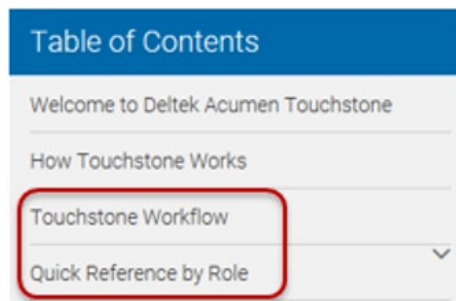 Table of Contents
Welcome to Deltek Acumen Touchstone
How Touchstone Works
Touchstone Workflow
Quick Reference by Role